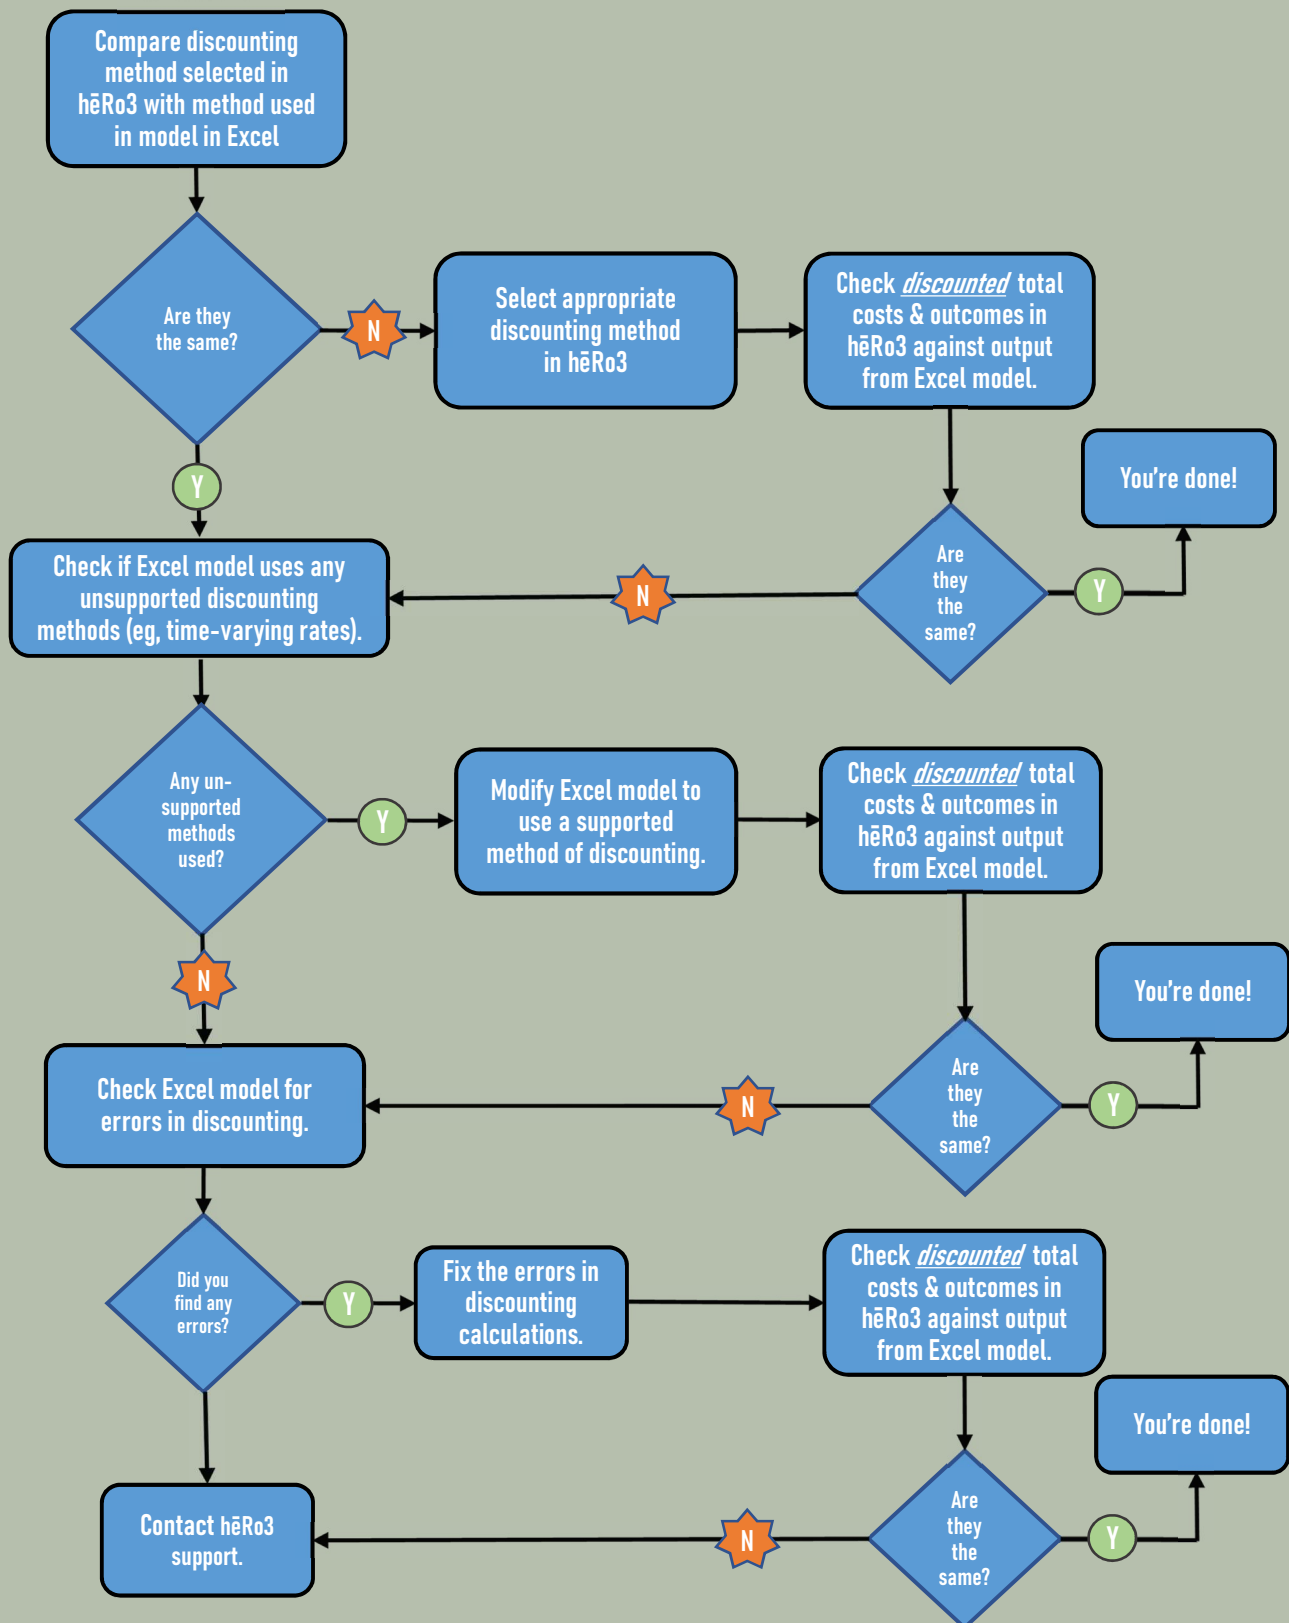 Compare discounting
method selected in
hēRo3 with method used
in model in Excel
Are they
the same?
N
Select appropriate
discounting method
in hēRo3
Check discounted total
costs & outcomes in
hēRo3 against output
from Excel model.
Y
You're done!
Are
they
the
same?
Y
N
Check if Excel model uses any
unsupported discounting
methods (eg, time-varying rates).
Any un-
supported
methods
used?
Y
Modify Excel model to
use a supported
method of discounting.
Check discounted total
costs & outcomes in
hēRo3 against output
from Excel model.
N
You're done!
Are
they
the
same?
Y
N
Check Excel model for
errors in discounting.
Did you
find any
errors?
Y
Fix the errors in
discounting
calculations.
Check discounted total
costs & outcomes in
hēRo3 against output
from Excel model.
You're done!
Are
they
the
same?
Y
N
Contact hēRo3
support.